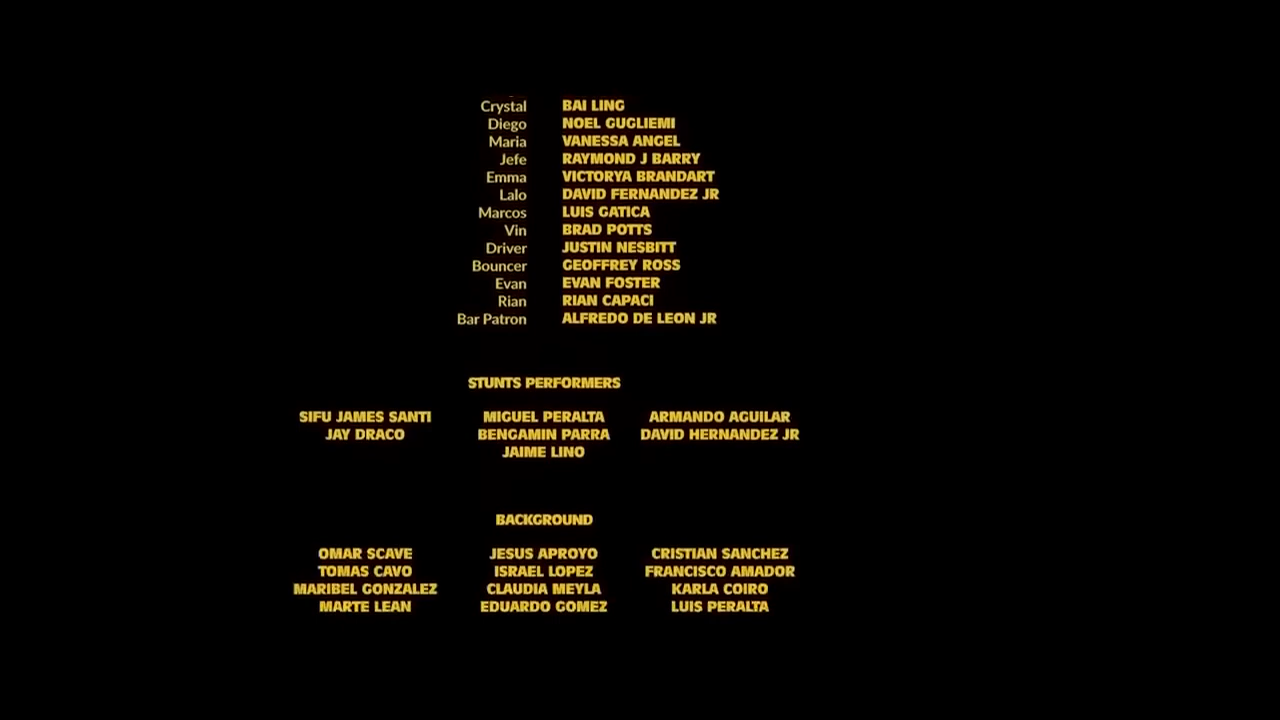 Crystal BAI LING
Diego NOEL GUGLIEMI
Maria VANESSA ANGEL
Jefe RAYMOND J BARRY
Emma VICTORYA BRANDART
Lalo DAVID FERNANDEZ JR
Marcos LUIS GATICA
Vin BRAD POTTS
Driver JUSTIN NESBITT
Bouncer GEOFFREY ROSS
Evan EVAN FOSTER
Rian RIAN CAPACI
Bar Patron ALFREDO DE LEON JR
STUNTS PERFORMERS
SIFU JAMES SANTI MIGUEL PERALTA ARMANDO AGUILAR
JAY DRACO BENGAMIN PARRA DAVID HERNANDEZ JR
JAIME LINO
BACKGROUND
OMAR SCAVE JESUS APROYO CRISTIAN SANCHEZ
TOMAS CAVO ISRAEL LOPEZ FRANCISCO AMADOR
MARIBEL GONZALEZ CLAUDIA MEYLA KARLA COIRO
MARTE LEAN EDUARDO GOMEZ LUIS PERALTA